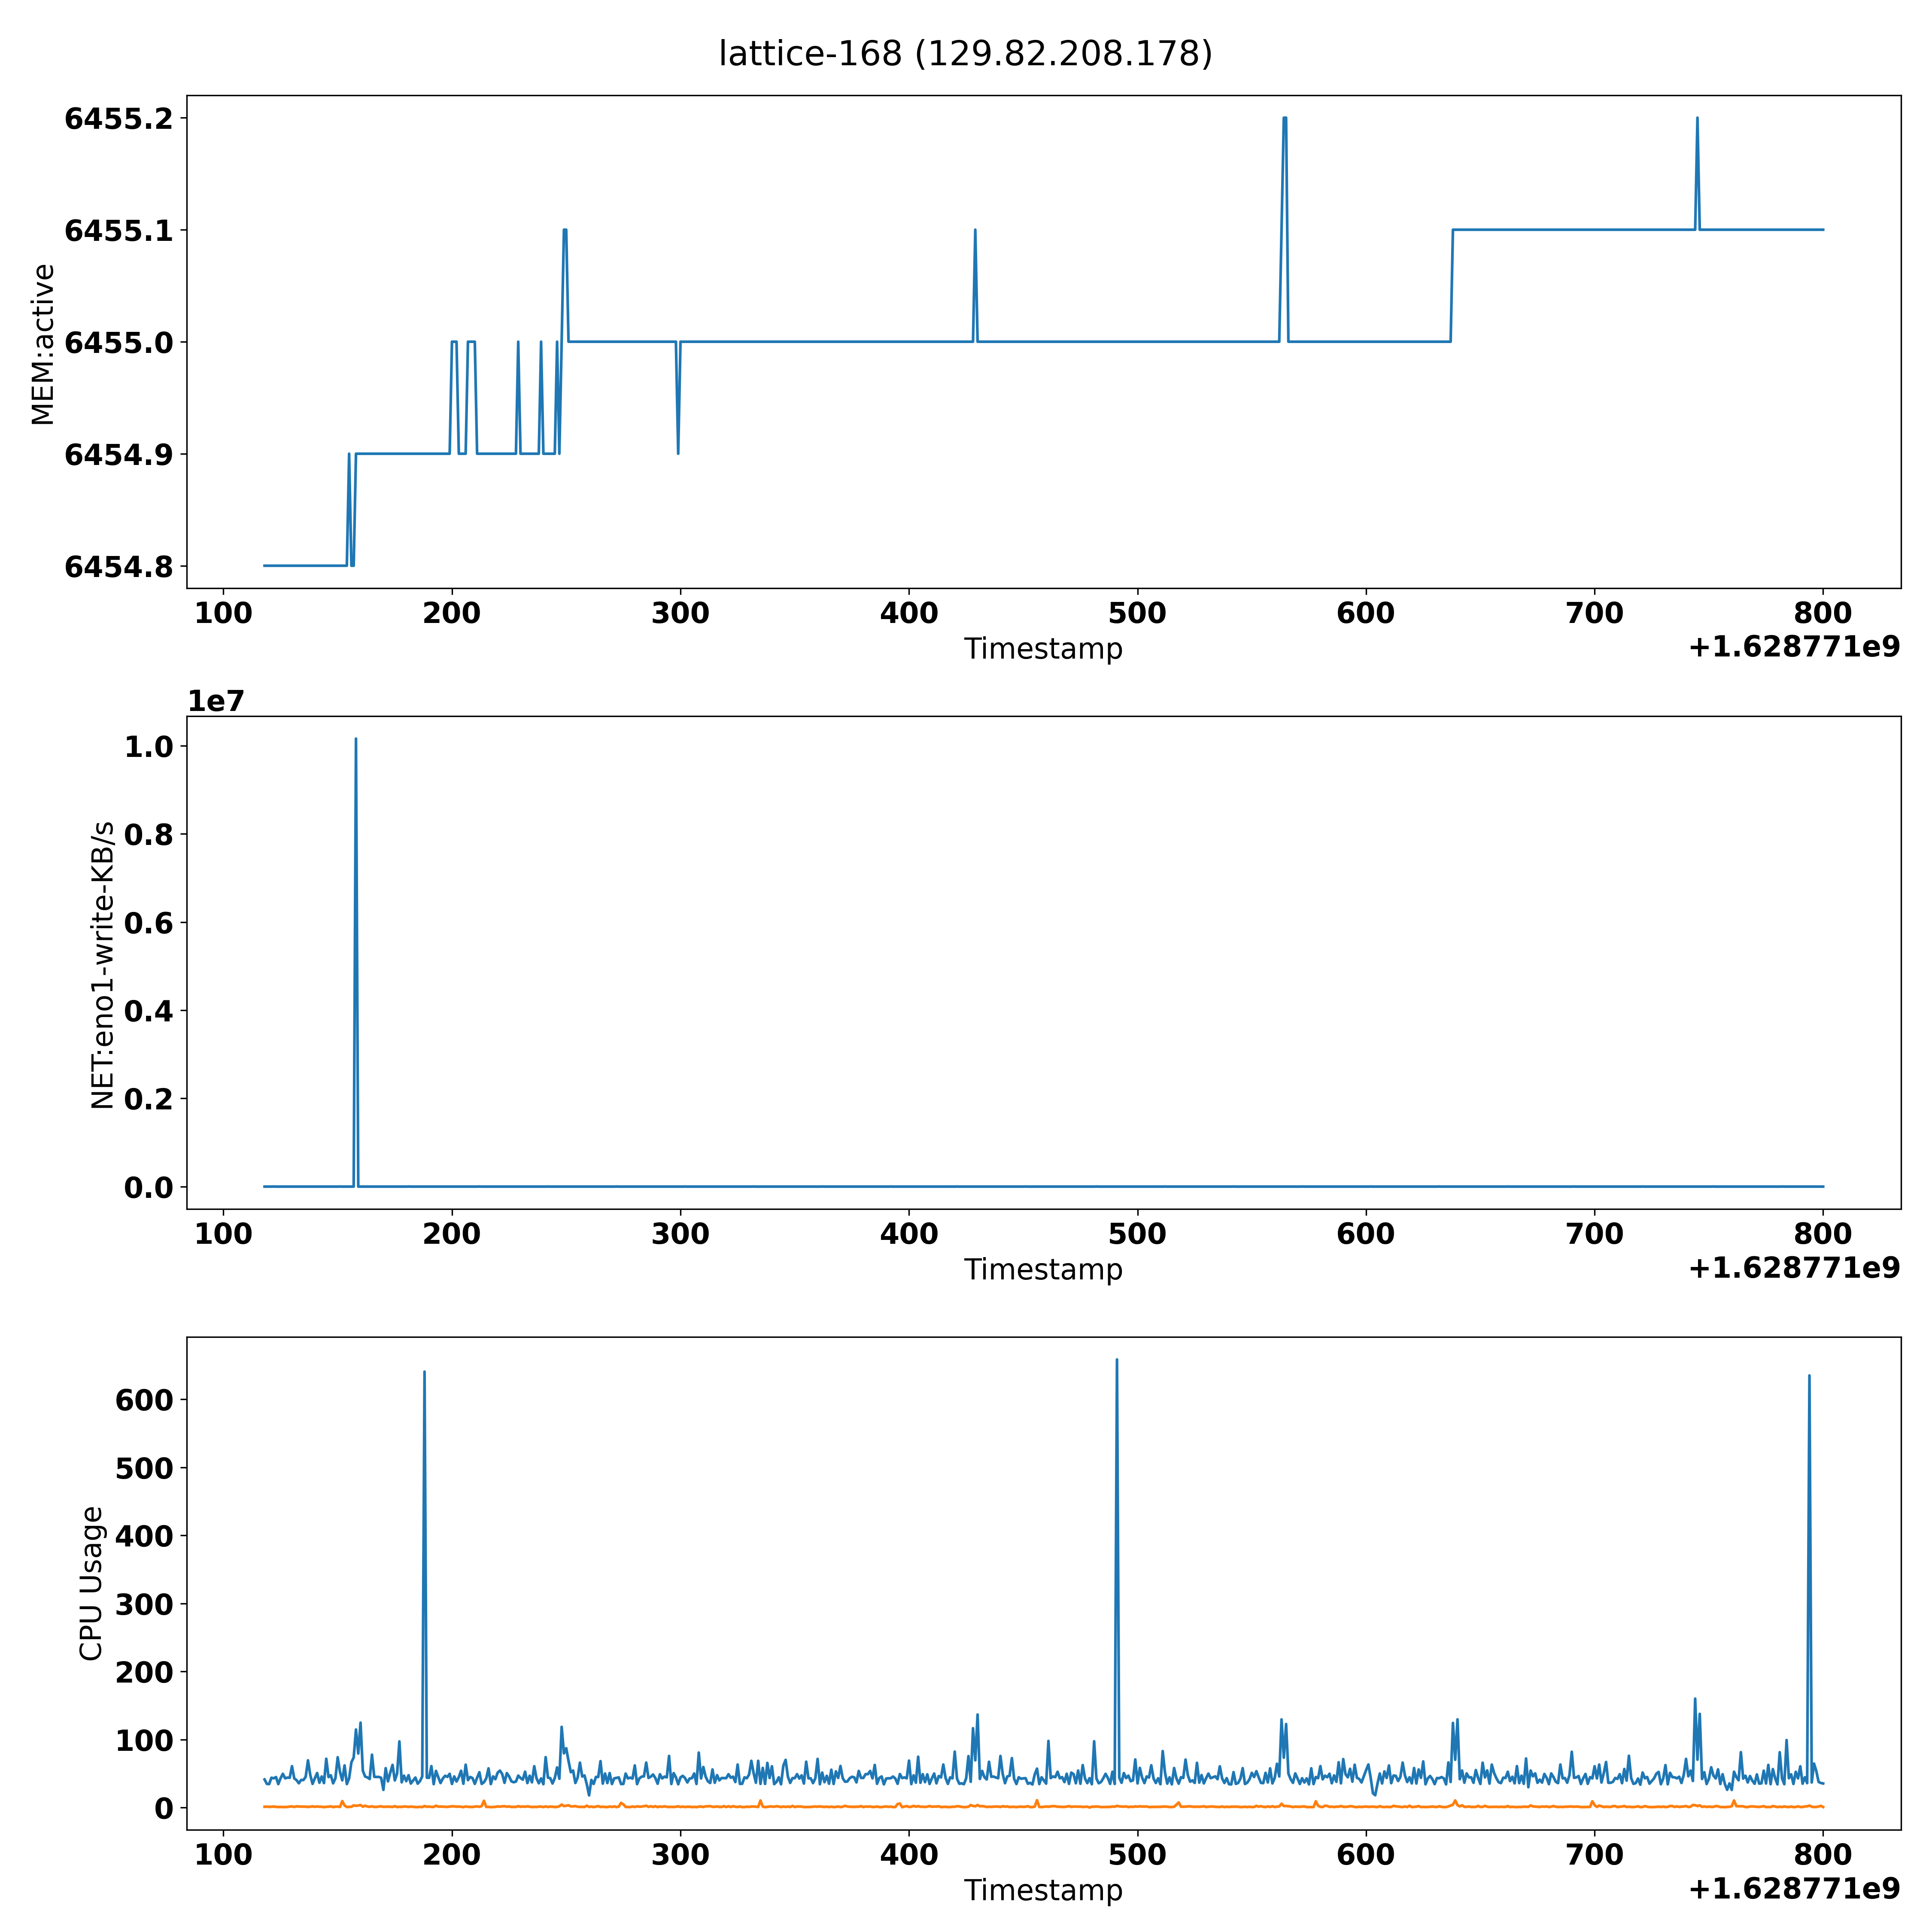 lattice-168 (129.82.208.178)
6455.2
6455.1
6455.0
6454.9
6454.8
MEM:active
100 200 300 400 500 600 700 800
Timestamp
+1.628771e9
1e7
1.0
0.8
0.6
0.4
0.2
0.0
NET:eno1-write-KB/s
100 200 300 400 500 600 700 800
Timestamp
+1.628771e9
600
500
400
300
200
100
0
CPU Usage
100 200 300 400 500 600 700 800
Timestamp
+1.628771e9